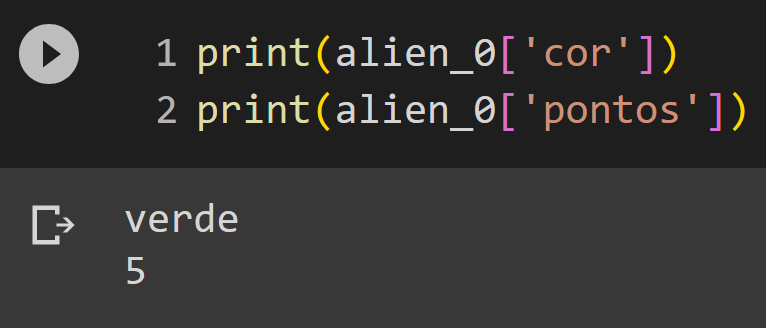 1 print(alien_0['cor'])
2 print(alien_0['pontos'])
verde
5